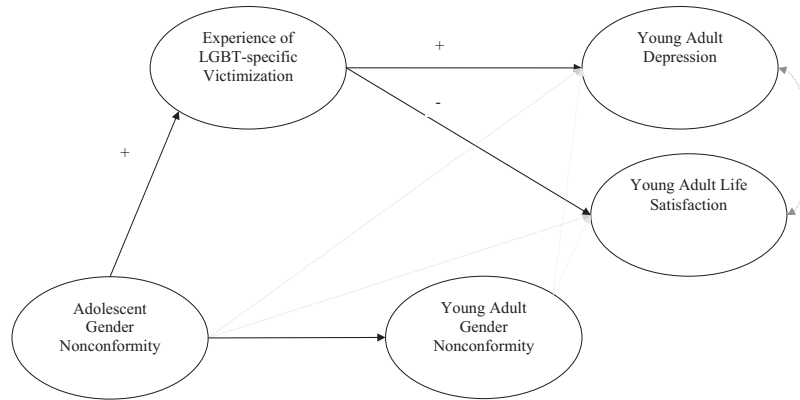 Experience of
LGBT-specific
Victimization
+
Young Adult
Depression
-
+
Young Adult Life
Satisfaction
Adolescent
Gender
Nonconformity
Young Adult
Gender
Nonconformity